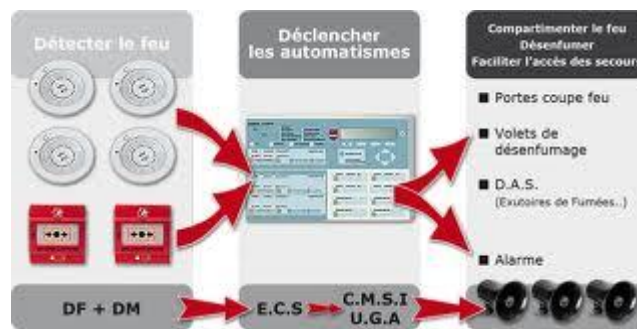 Détecter le feu
Déclencher
les automatismes
Compartimenter le feu
Désenfumer
Faciliter l'accès des secours
■ Portes coupe feu
■ Volets de
désenfumage
■ D.A.S.
(Exutoires de Fumées..)
■ Alarme
DF + DM
E.C.S
C.M.S.I
U.G.A